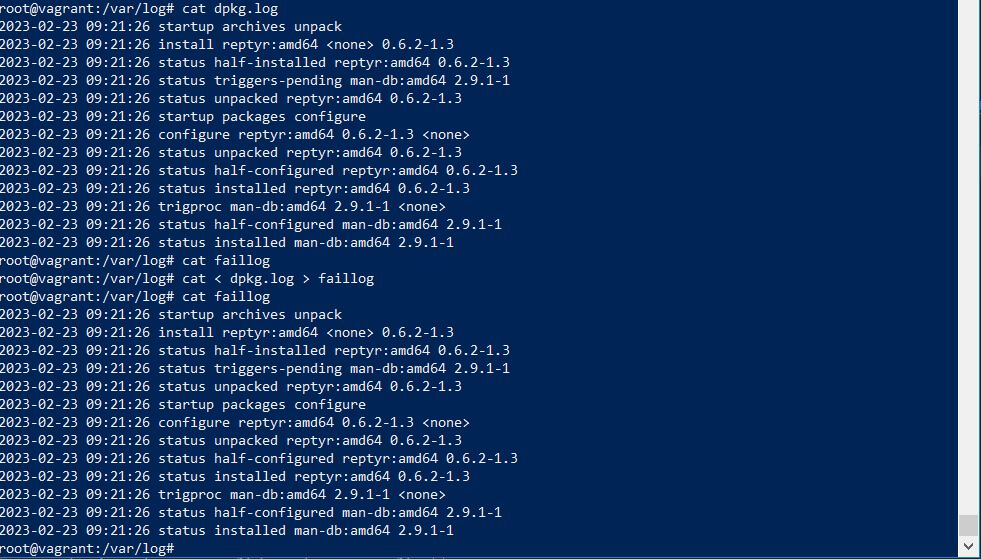 root@vagrant:/var/log# cat dpkg.log
2023-02-23 09:21:26 startup archives unpack
2023-02-23 09:21:26 install reptyr:amd64 <none> 0.6.2-1.3
2023-02-23 09:21:26 status half-installed reptyr:amd64 0.6.2-1.3
2023-02-23 09:21:26 status triggers-pending man-db:amd64 2.9.1-1
2023-02-23 09:21:26 status unpacked reptyr:amd64 0.6.2-1.3
2023-02-23 09:21:26 startup packages configure
2023-02-23 09:21:26 configure reptyr:amd64 0.6.2-1.3 <none>
2023-02-23 09:21:26 status unpacked reptyr:amd64 0.6.2-1.3
2023-02-23 09:21:26 status half-configured reptyr:amd64 0.6.2-1.3
2023-02-23 09:21:26 status installed reptyr:amd64 0.6.2-1.3
2023-02-23 09:21:26 trigproc man-db:amd64 2.9.1-1 <none>
2023-02-23 09:21:26 status half-configured man-db:amd64 2.9.1-1
2023-02-23 09:21:26 status installed man-db:amd64 2.9.1-1
root@vagrant:/var/log# cat faillog
root@vagrant:/var/log# cat < dpkg.log > faillog
root@vagrant:/var/log# cat faillog
2023-02-23 09:21:26 startup archives unpack
2023-02-23 09:21:26 install reptyr:amd64 <none> 0.6.2-1.3
2023-02-23 09:21:26 status half-installed reptyr:amd64 0.6.2-1.3
2023-02-23 09:21:26 status triggers-pending man-db:amd64 2.9.1-1
2023-02-23 09:21:26 status unpacked reptyr:amd64 0.6.2-1.3
2023-02-23 09:21:26 startup packages configure
2023-02-23 09:21:26 configure reptyr:amd64 0.6.2-1.3 <none>
2023-02-23 09:21:26 status unpacked reptyr:amd64 0.6.2-1.3
2023-02-23 09:21:26 status half-configured reptyr:amd64 0.6.2-1.3
2023-02-23 09:21:26 status installed reptyr:amd64 0.6.2-1.3
2023-02-23 09:21:26 trigproc man-db:amd64 2.9.1-1 <none>
2023-02-23 09:21:26 status half-configured man-db:amd64 2.9.1-1
2023-02-23 09:21:26 status installed man-db:amd64 2.9.1-1
root@vagrant:/var/log#